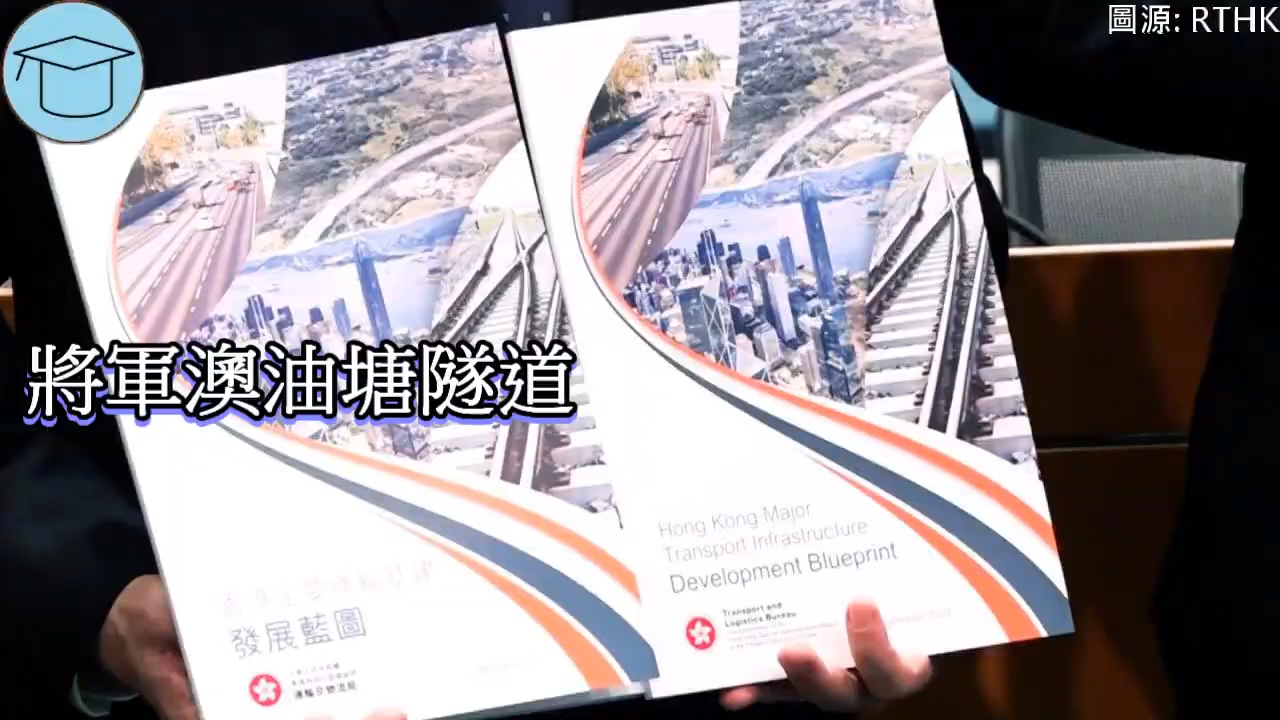 圖源: RTHK
將軍澳油塘隧道
發展藍圖
運輸及物流局
Hong Kong Major
Transport Infrastructure
Development Blueprint
Transport and
Logistics Bureau